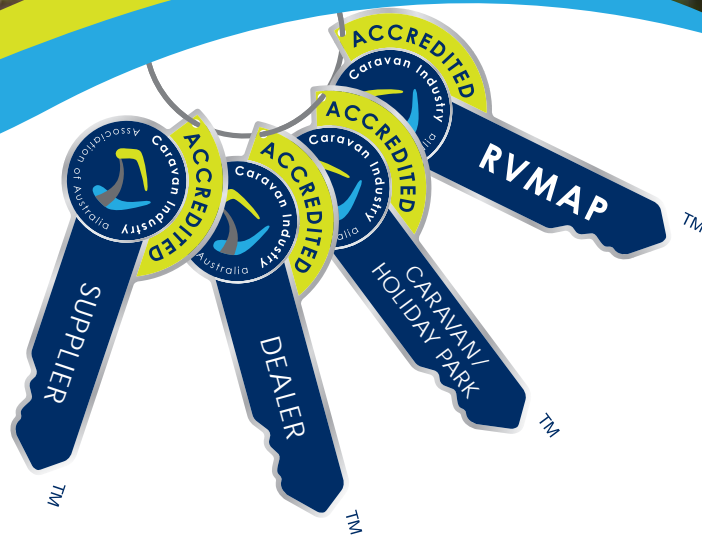 ACCREDITED
Caravan Industry
Association of Australia
SUPPLIER
TM
ACCREDITED
Caravan Industry
Australia
DEALER
TM
ACCREDITED
Caravan Industry
CARAVAN/
HOLIDAY PARK
TM
ACCREDITED
Caravan Industry
RVMAP
TM